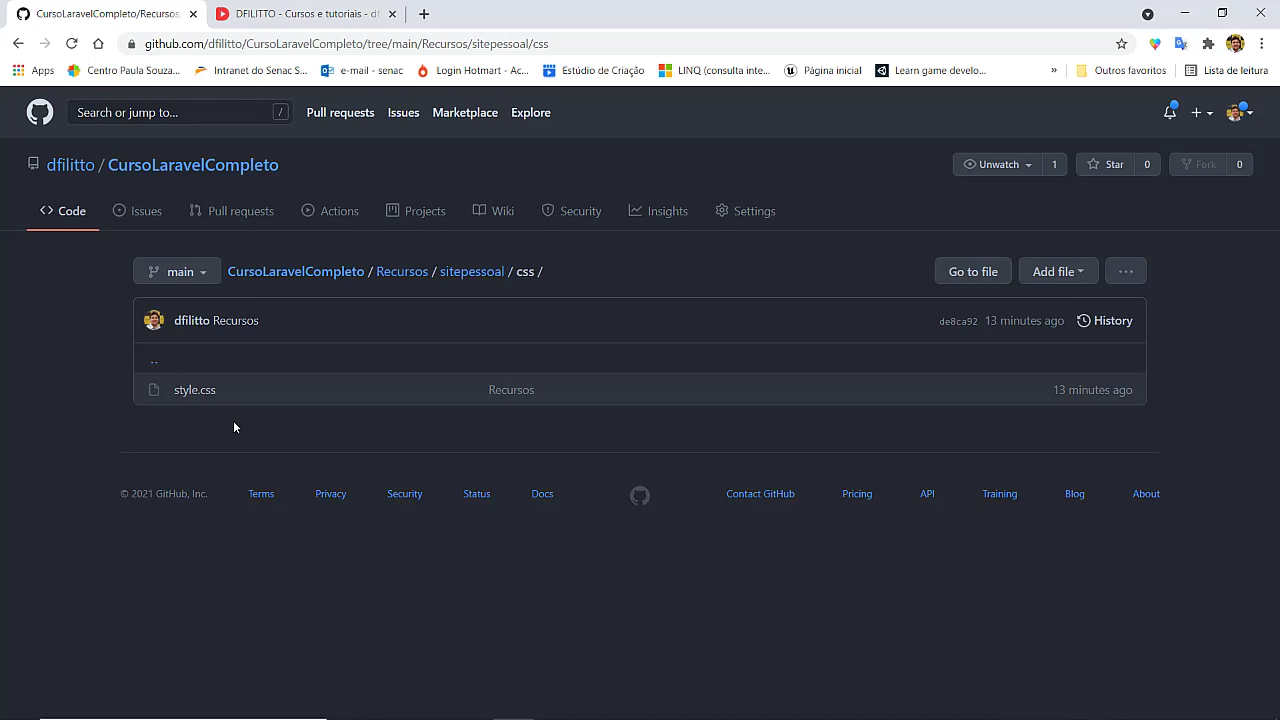 CursoLaravelCompleto/Recursos,
DFILITTO - Cursos e tutoriais - df
github.com/dfilitto/CursoLaravelCompleto/tree/main/Recursos/sitepessoal/css
Apps Centro Paula Souza... Intranet do Senac S... e-mail - senac Login Hotmart - Ac... Estúdio de Criação LINQ (consulta inte... Página inicial Learn game develo... » Outros favoritos Lista de leitura
Search or jump to... / Pull requests Issues Marketplace Explore
dfilitto / CursoLaravelCompleto Unwatch 1 Star 0 Fork 0
Code Issues Pull requests Actions Projects Wiki Security Insights Settings
main CursoLaravelCompleto / Recursos / sitepessoal / css / Go to file Add file ...
dfilitto Recursos de8ca92 13 minutes ago History
..
style.css Recursos 13 minutes ago
© 2021 GitHub, Inc. Terms Privacy Security Status Docs Contact GitHub Pricing API Training Blog About